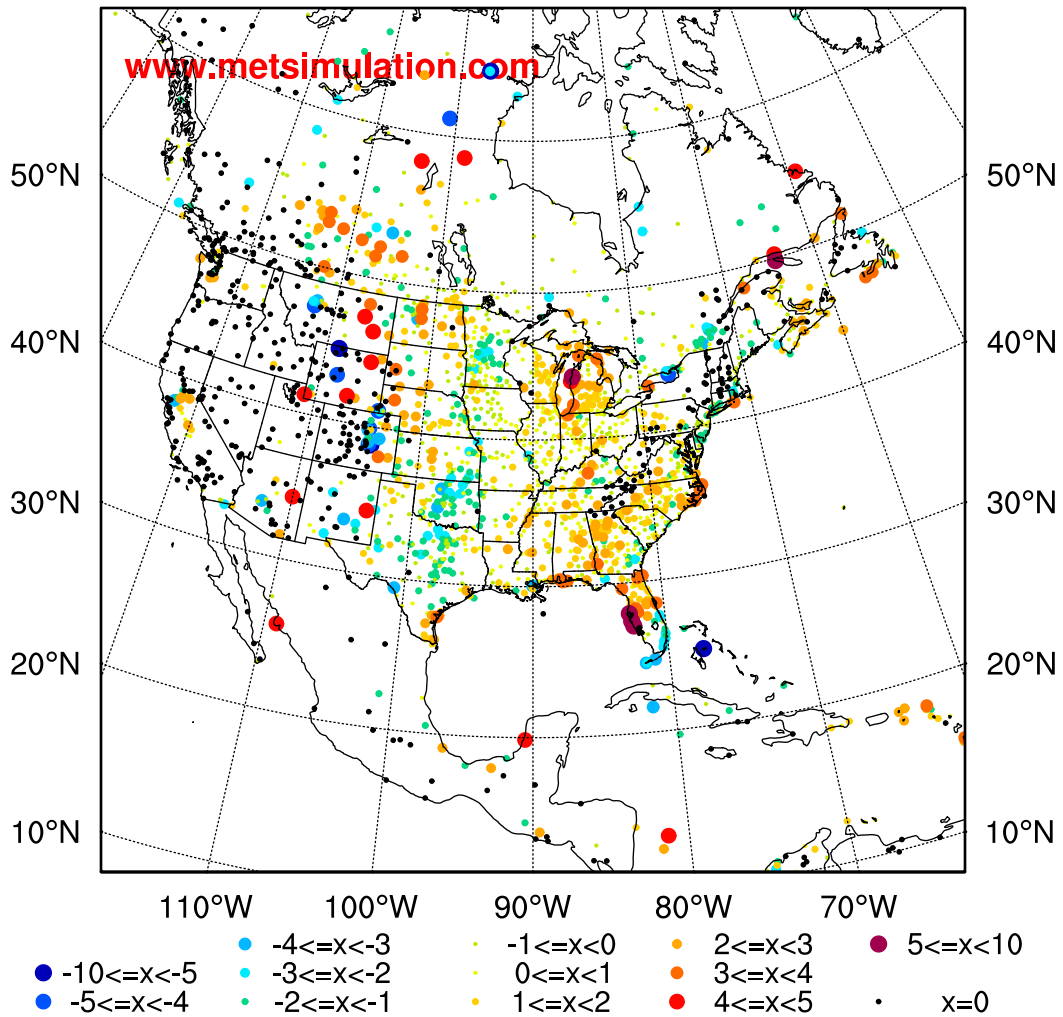 www.metsimulation.com
50°N 50°N
40°N 40°N
30°N 30°N
20°N 20°N
10°N 10°N
110°W 100°W 90°W 80°W 70°W
-4<=x<-3 -1<=x<0 2<=x<3 5<=x<10
-10<=x<-5 -3<=x<-2 0<=x<1 3<=x<4
-5<=x<-4 -2<=x<-1 1<=x<2 4<=x<5 x=0